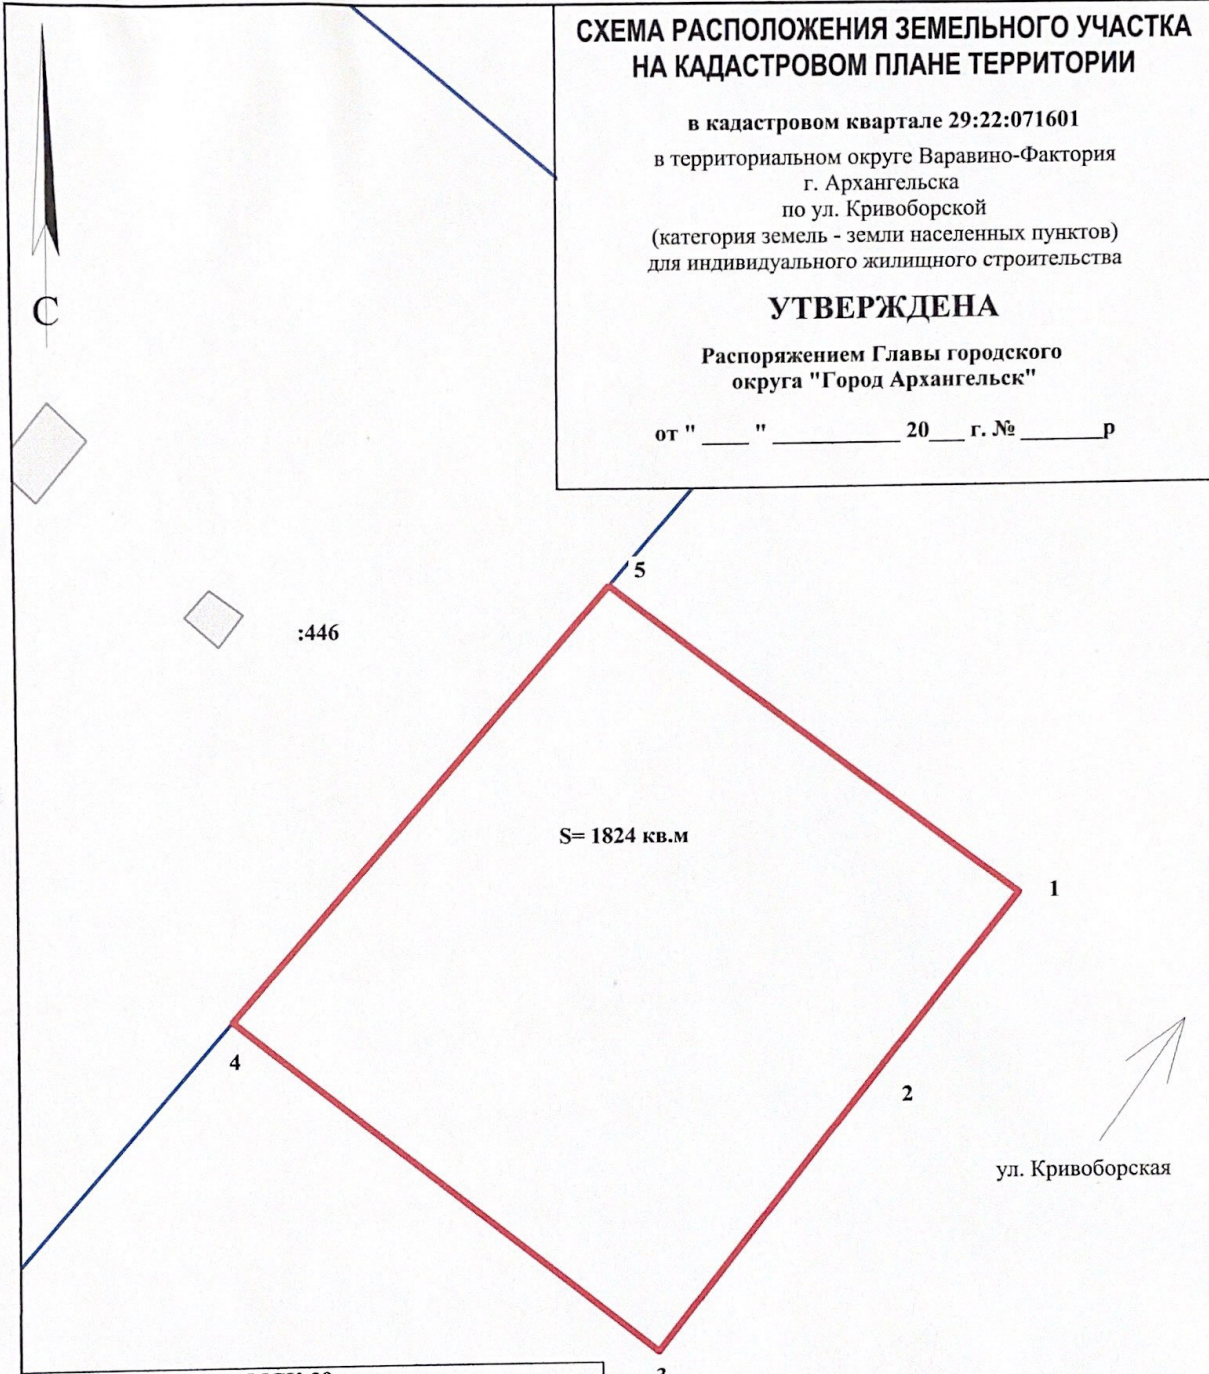 СХЕМА РАСПОЛОЖЕНИЯ ЗЕМЕЛЬНОГО УЧАСТКА
НА КАДАСТРОВОМ ПЛАНЕ ТЕРРИТОРИИ
в кадастровом квартале 29:22:071601
в территориальном округе Варавино-Фактория
г. Архангельска
по ул. Кривоборской
(категория земель - земли населенных пунктов)
для индивидуального жилищного строительства
УТВЕРЖДЕНА
Распоряжением Главы городского
округа "Город Архангельск"
от " ____ " ___________ 20___ г. № _______р
С
5
:446
S= 1824 кв.м
1
4
2
ул. Кривоборская
3